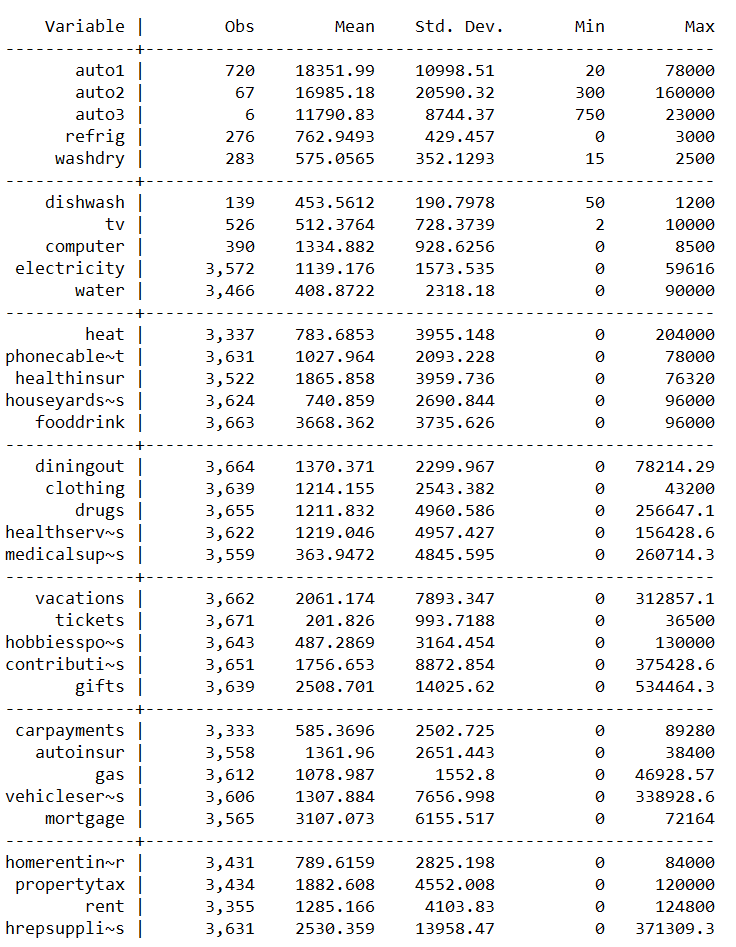 Variable |        Obs        Mean    Std. Dev.       Min        Max
-------------+---------------------------------------------------------
       auto1 |        720    18351.99    10998.51         20      78000
       auto2 |         67    16985.18    20590.32        300     160000
       auto3 |          6    11790.83     8744.37        750      23000
      refrig |        276    762.9493     429.457          0       3000
     washdry |        283    575.0565    352.1293         15       2500
-------------+---------------------------------------------------------
    dishwash |        139    453.5612    190.7978         50       1200
          tv |        526    512.3764    728.3739          2      10000
    computer |        390    1334.882    928.6256          0       8500
 electricity |      3,572    1139.176    1573.535          0      59616
       water |      3,466    408.8722     2318.18          0      90000
-------------+---------------------------------------------------------
        heat |      3,337    783.6853    3955.148          0     204000
phonecable~t |      3,631    1027.964    2093.228          0      78000
 healthinsur |      3,522    1865.858    3959.736          0      76320
houseyards~s |      3,624     740.859    2690.844          0      96000
   fooddrink |      3,663    3668.362    3735.626          0      96000
-------------+---------------------------------------------------------
   diningout |      3,664    1370.371    2299.967          0   78214.29
    clothing |      3,639    1214.155    2543.382          0      43200
       drugs |      3,655    1211.832    4960.586          0   256647.1
healthserv~s |      3,622    1219.046    4957.427          0   156428.6
medicalsup~s |      3,559    363.9472    4845.595          0   260714.3
-------------+---------------------------------------------------------
   vacations |      3,662    2061.174    7893.347          0   312857.1
     tickets |      3,671     201.826    993.7188          0      36500
hobbiesspo~s |      3,643    487.2869    3164.454          0     130000
contributi~s |      3,651    1756.653    8872.854          0   375428.6
       gifts |      3,639    2508.701    14025.62          0   534464.3
-------------+---------------------------------------------------------
 carpayments |      3,333    585.3696    2502.725          0      89280
   autoinsur |      3,558     1361.96    2651.443          0      38400
         gas |      3,612    1078.987      1552.8          0   46928.57
vehicleser~s |      3,606    1307.884    7656.998          0   338928.6
    mortgage |      3,565    3107.073    6155.517          0      72164
-------------+---------------------------------------------------------
homerentin~r |      3,431    789.6159    2825.198          0      84000
 propertytax |      3,434    1882.608    4552.008          0     120000
        rent |      3,355    1285.166     4103.83          0     124800
hrepsuppli~s |      3,631    2530.359    13958.47          0   371309.3